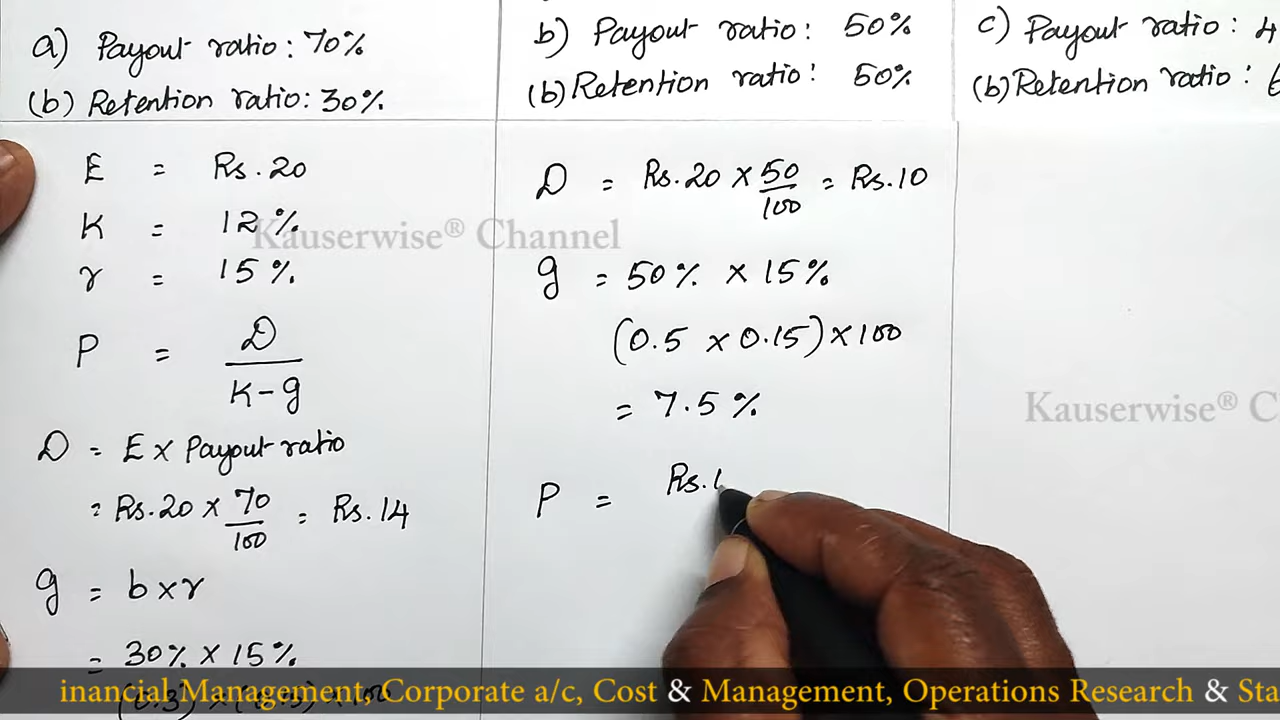 a) Payout ratio: 70%
(b) Retention ratio: 30%
E = Rs. 20
K = 12%
r = 15%
P = D
K-g
D = E x Payout ratio
= Rs.20 x 70
100 = Rs. 14
g = b x r
= 30% x 15%
b) Payout ratio: 50%
(b) Retention ratio: 50%
D = Rs.20 x 50 = Rs.10
100
g = 50% x 15%
(0.5 x 0.15) x 100
= 7.5%
P = Rs.1
c) Payout ratio: 4
(b) Retention ratio:
Kauserwise® Channel
Kauserwise® C
inancial Management, Corporate a/c, Cost & Management, Operations Research & Sta